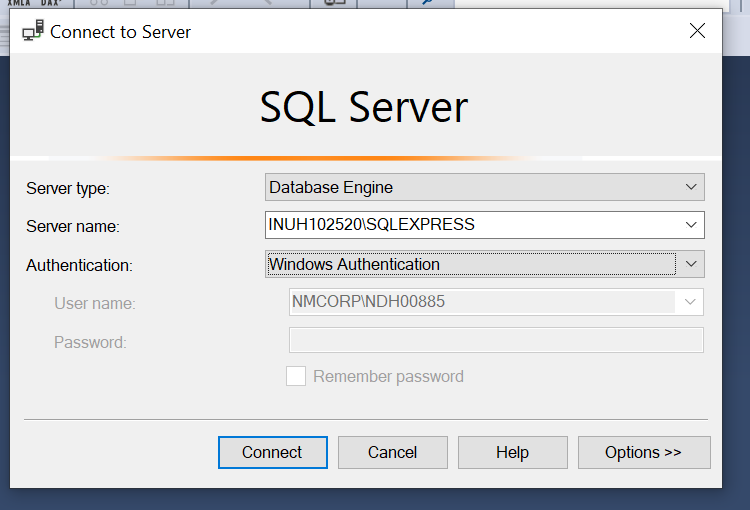 XMLA DAX
Connect to Server
SQL Server
Server type: Database Engine
Server name: INUH102520\SQLEXPRESS
Authentication: Windows Authentication
User name: NMCORP\NDH00885
Password:
Remember password
Connect Cancel Help Options >>